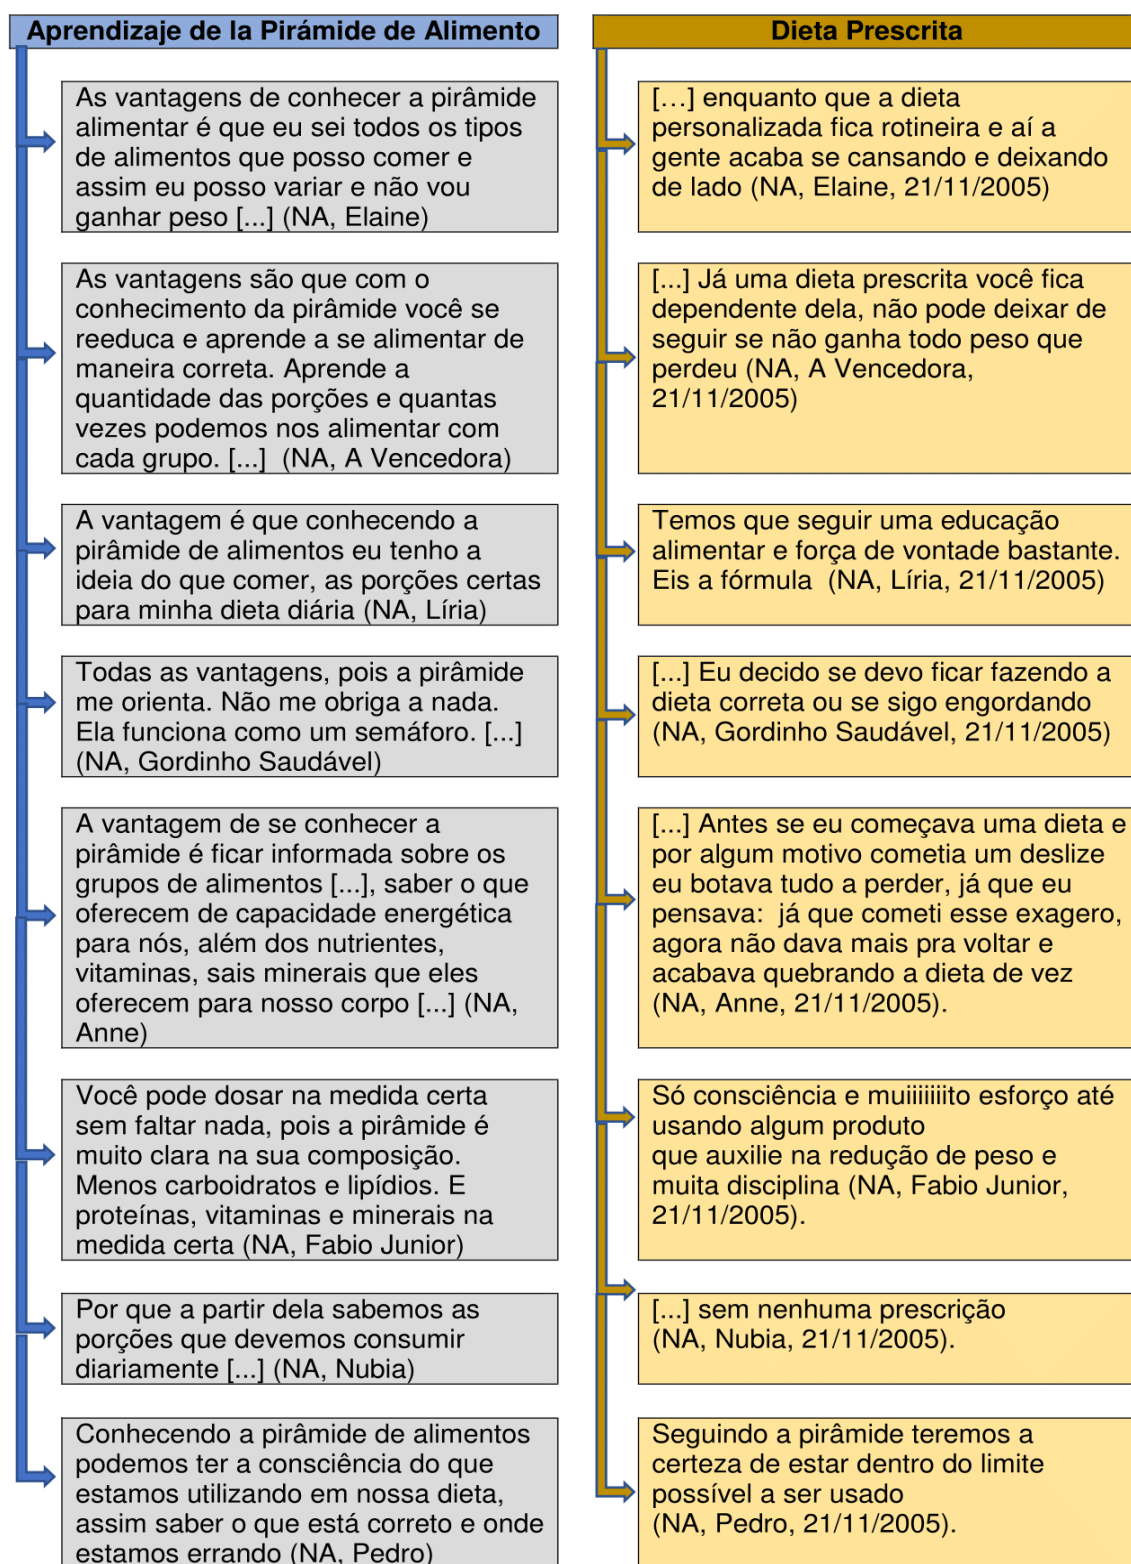 Aprendizaje de la Pirámide de Alimento
As vantagens de conhecer a pirâmide
alimentar é que eu sei todos os tipos
de alimentos que posso comer e
assim eu posso variar e não vou
ganhar peso [...] (NA, Elaine)
As vantagens são que com o
conhecimento da pirâmide você se
reeduca e aprende a se alimentar de
maneira correta. Aprende a
quantidade das porções e quantas
vezes podemos nos alimentar com
cada grupo. [...] (NA, A Vencedora)
A vantagem é que conhecendo a
pirâmide de alimentos eu tenho a
ideia do que comer, as porções certas
para minha dieta diária (NA, Líria)
Todas as vantagens, pois a pirâmide
me orienta. Não me obriga a nada.
Ela funciona como um semáforo. [...]
(NA, Gordinho Saudável)
A vantagem de se conhecer a
pirâmide é ficar informada sobre os
grupos de alimentos [...], saber o que
oferecem de capacidade energética
para nós, além dos nutrientes,
vitaminas, sais minerais que eles
oferecem para nosso corpo [...] (NA,
Anne)
Você pode dosar na medida certa
sem faltar nada, pois a pirâmide é
muito clara na sua composição.
Menos carboidratos e lipídios. E
proteínas, vitaminas e minerais na
medida certa (NA, Fabio Junior)
Por que a partir dela sabemos as
porções que devemos consumir
diariamente [...] (NA, Nubia)
Conhecendo a pirâmide de alimentos
podemos ter a consciência do que
estamos utilizando em nossa dieta,
assim saber o que está correto e onde
estamos errando (NA, Pedro)
Dieta Prescrita
[…] enquanto que a dieta
personalizada fica rotineira e aí a
gente acaba se cansando e deixando
de lado (NA, Elaine, 21/11/2005)
[...] Já uma dieta prescrita você fica
dependente dela, não pode deixar de
seguir se não ganha todo peso que
perdeu (NA, A Vencedora,
21/11/2005)
Temos que seguir uma educação
alimentar e força de vontade bastante.
Eis a fórmula (NA, Líria, 21/11/2005)
[...] Eu decido se devo ficar fazendo a
dieta correta ou se sigo engordando
(NA, Gordinho Saudável, 21/11/2005)
[...] Antes se eu começava uma dieta e
por algum motivo cometia um deslize
eu botava tudo a perder, já que eu
pensava: já que cometi esse exagero,
agora não dava mais pra voltar e
acabava quebrando a dieta de vez
(NA, Anne, 21/11/2005).
Só consciência e muiiiiiiito esforço até
usando algum produto
que auxilie na redução de peso e
muita disciplina (NA, Fabio Junior,
21/11/2005).
[...] sem nenhuma prescrição
(NA, Nubia, 21/11/2005).
Seguindo a pirâmide teremos a
certeza de estar dentro do limite
possível a ser usado
(NA, Pedro, 21/11/2005).